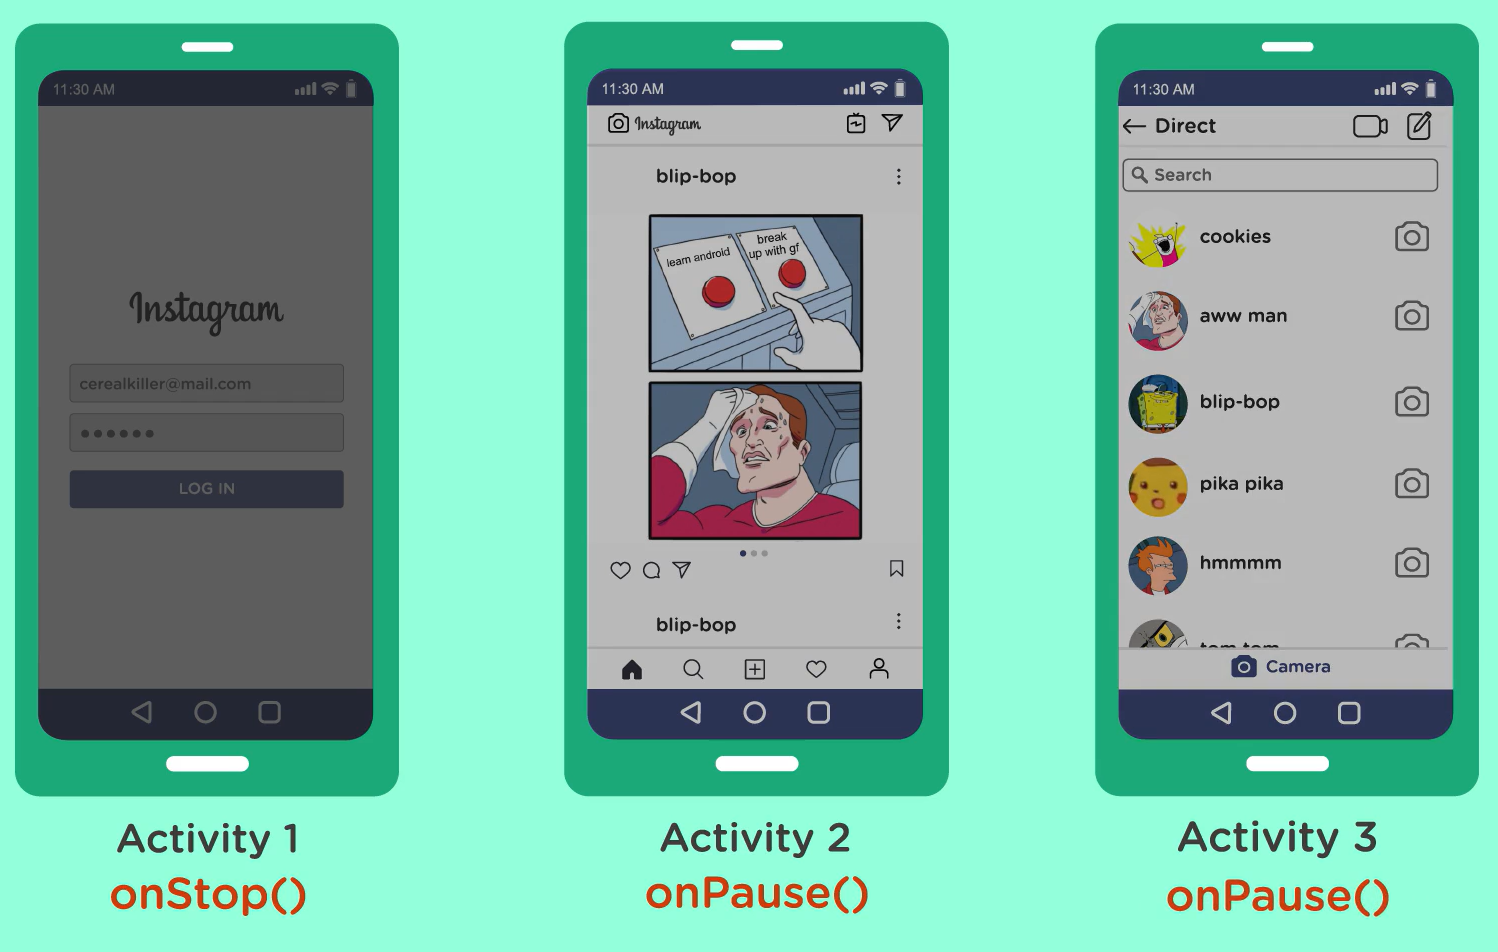 11:30 AM
Instagram
cerealkiller@mail.com
LOG IN
Activity 1
onStop()
11:30 AM
Instagram
blip-bop
learn android
break
up with gf
blip-bop
Activity 2
onPause()
11:30 AM
Direct
Search
cookies
aww man
blip-bop
pika pika
hmmmm
tom tom
Camera
Activity 3
onPause()